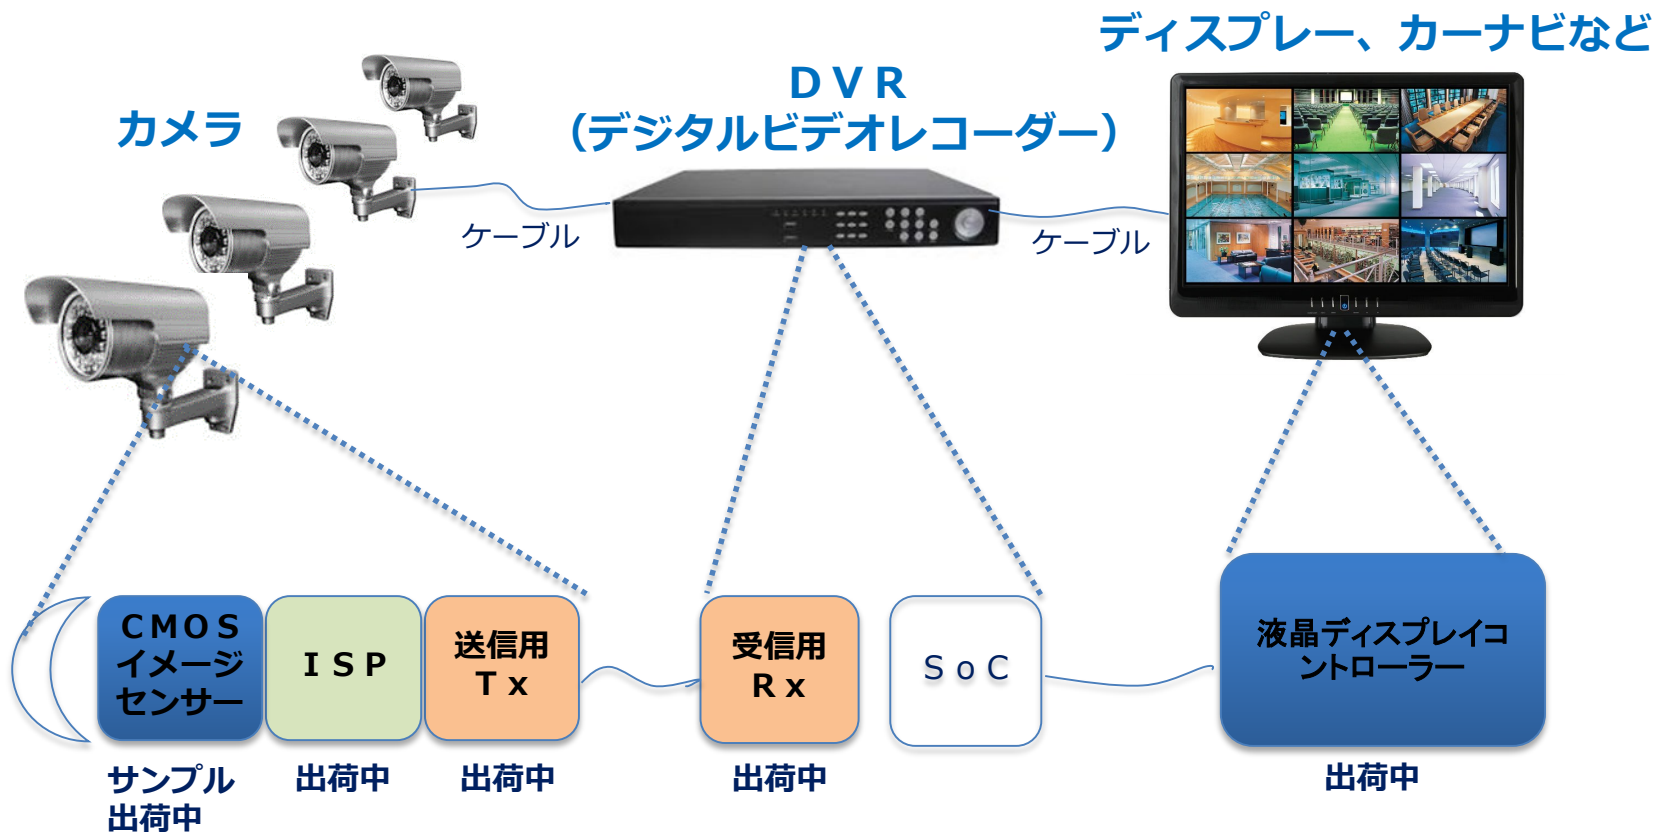 ディスプレー、カーナビなど
ＤＶＲ
（デジタルビデオレコーダー）
カメラ
ケーブル
ケーブル
ＣＭＯＳ
イメージ
センサー
ＩＳＰ
送信用
Ｔｘ
受信用
Ｒｘ
ＳｏＣ
液晶ディスプレイコ
ントローラー
サンプル
出荷中
出荷中
出荷中
出荷中
出荷中